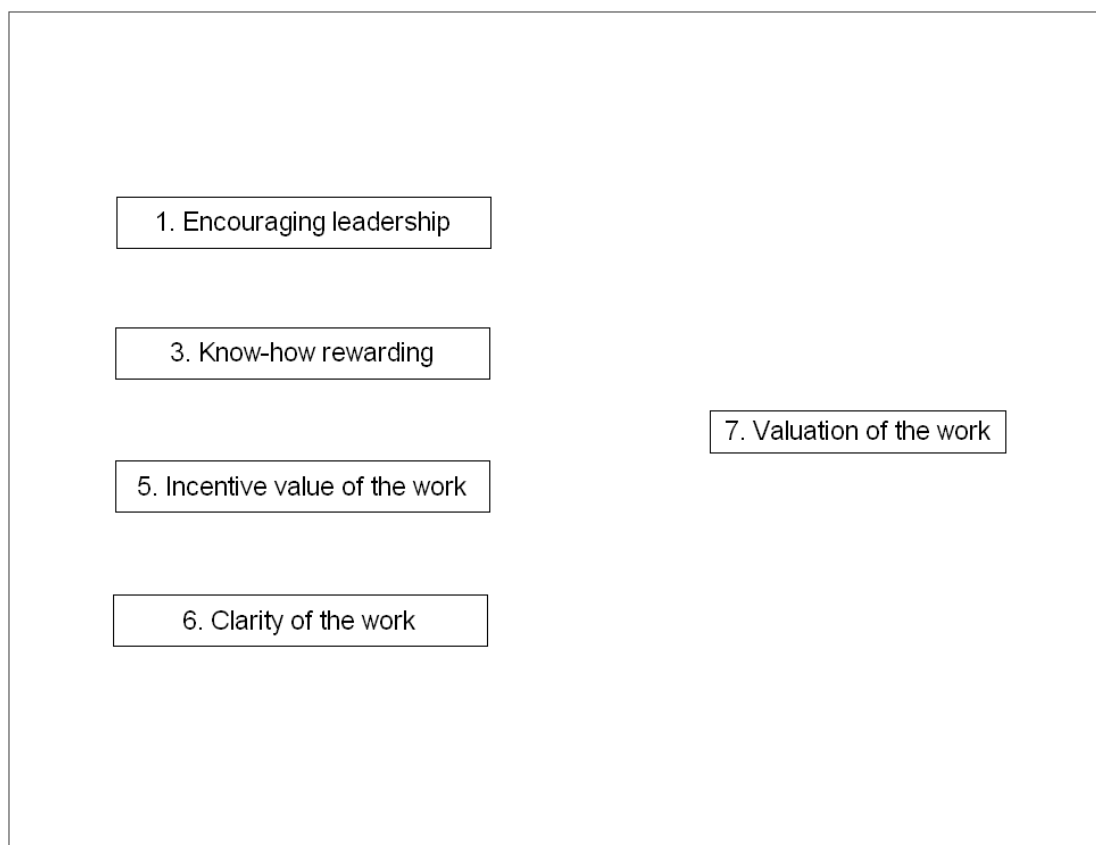 1. Encouraging leadership
3. Know-how rewarding
7. Valuation of the work
5. Incentive value of the work
6. Clarity of the work